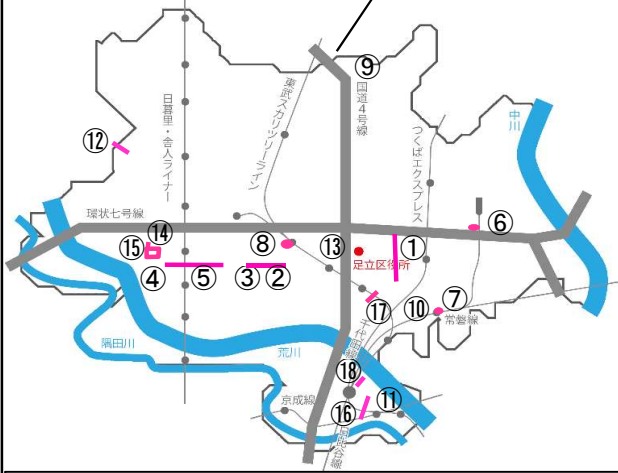 ⑨
国道4号線
東武スカイツリーライン
日暮里・舎人ライナー
つくばエクスプレス
中川
⑫
環状七号線
⑥
⑭
⑮
⑧
⑬
①
足立区役所
④
⑤
③
②
⑰
⑩
⑦
常磐線
千代田線
隅田川
荒川
⑱
京成線
⑯
⑪
日比谷線